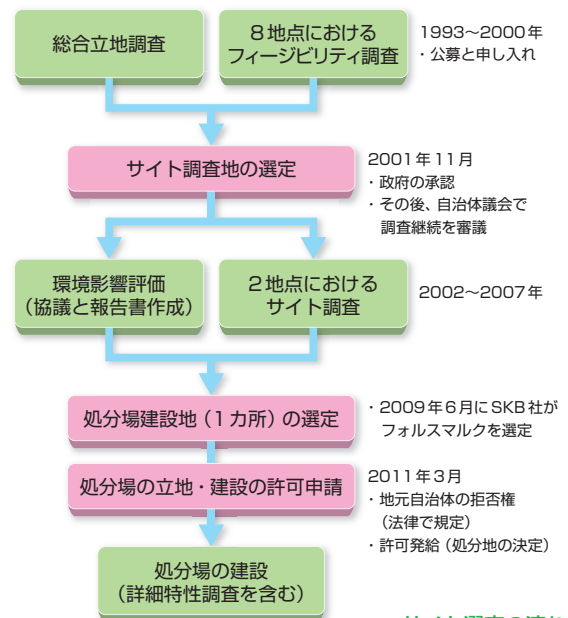 総合立地調査
8地点における
フィージビリティ調査
1993～2000年
・公募と申し入れ
サイト調査地の選定
2001年11月
・政府の承認
・その後、自治体議会で
調査継続を審議
環境影響評価
（協議と報告書作成）
2地点における
サイト調査
2002～2007年
処分場建設地（1カ所）の選定
・2009年6月にSKB社が
フォルスマルクを選定
処分場の立地・建設の許可申請
2011年3月
・地元自治体の拒否権
（法律で規定）
・許可発給（処分地の決定）
処分場の建設
（詳細特性調査を含む）